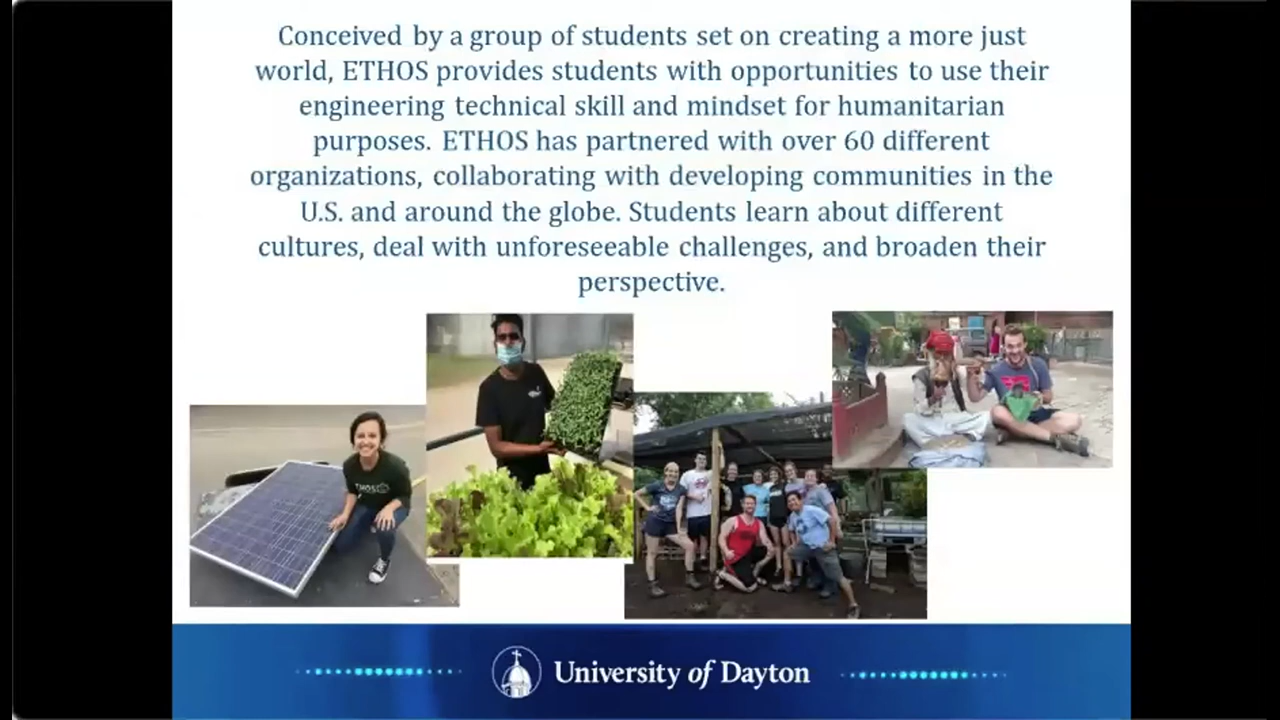 Conceived by a group of students set on creating a more just
world, ETHOS provides students with opportunities to use their
engineering technical skill and mindset for humanitarian
purposes. ETHOS has partnered with over 60 different
organizations, collaborating with developing communities in the
U.S. and around the globe. Students learn about different
cultures, deal with unforeseeable challenges, and broaden their
perspective.
ETHOS
University of Dayton